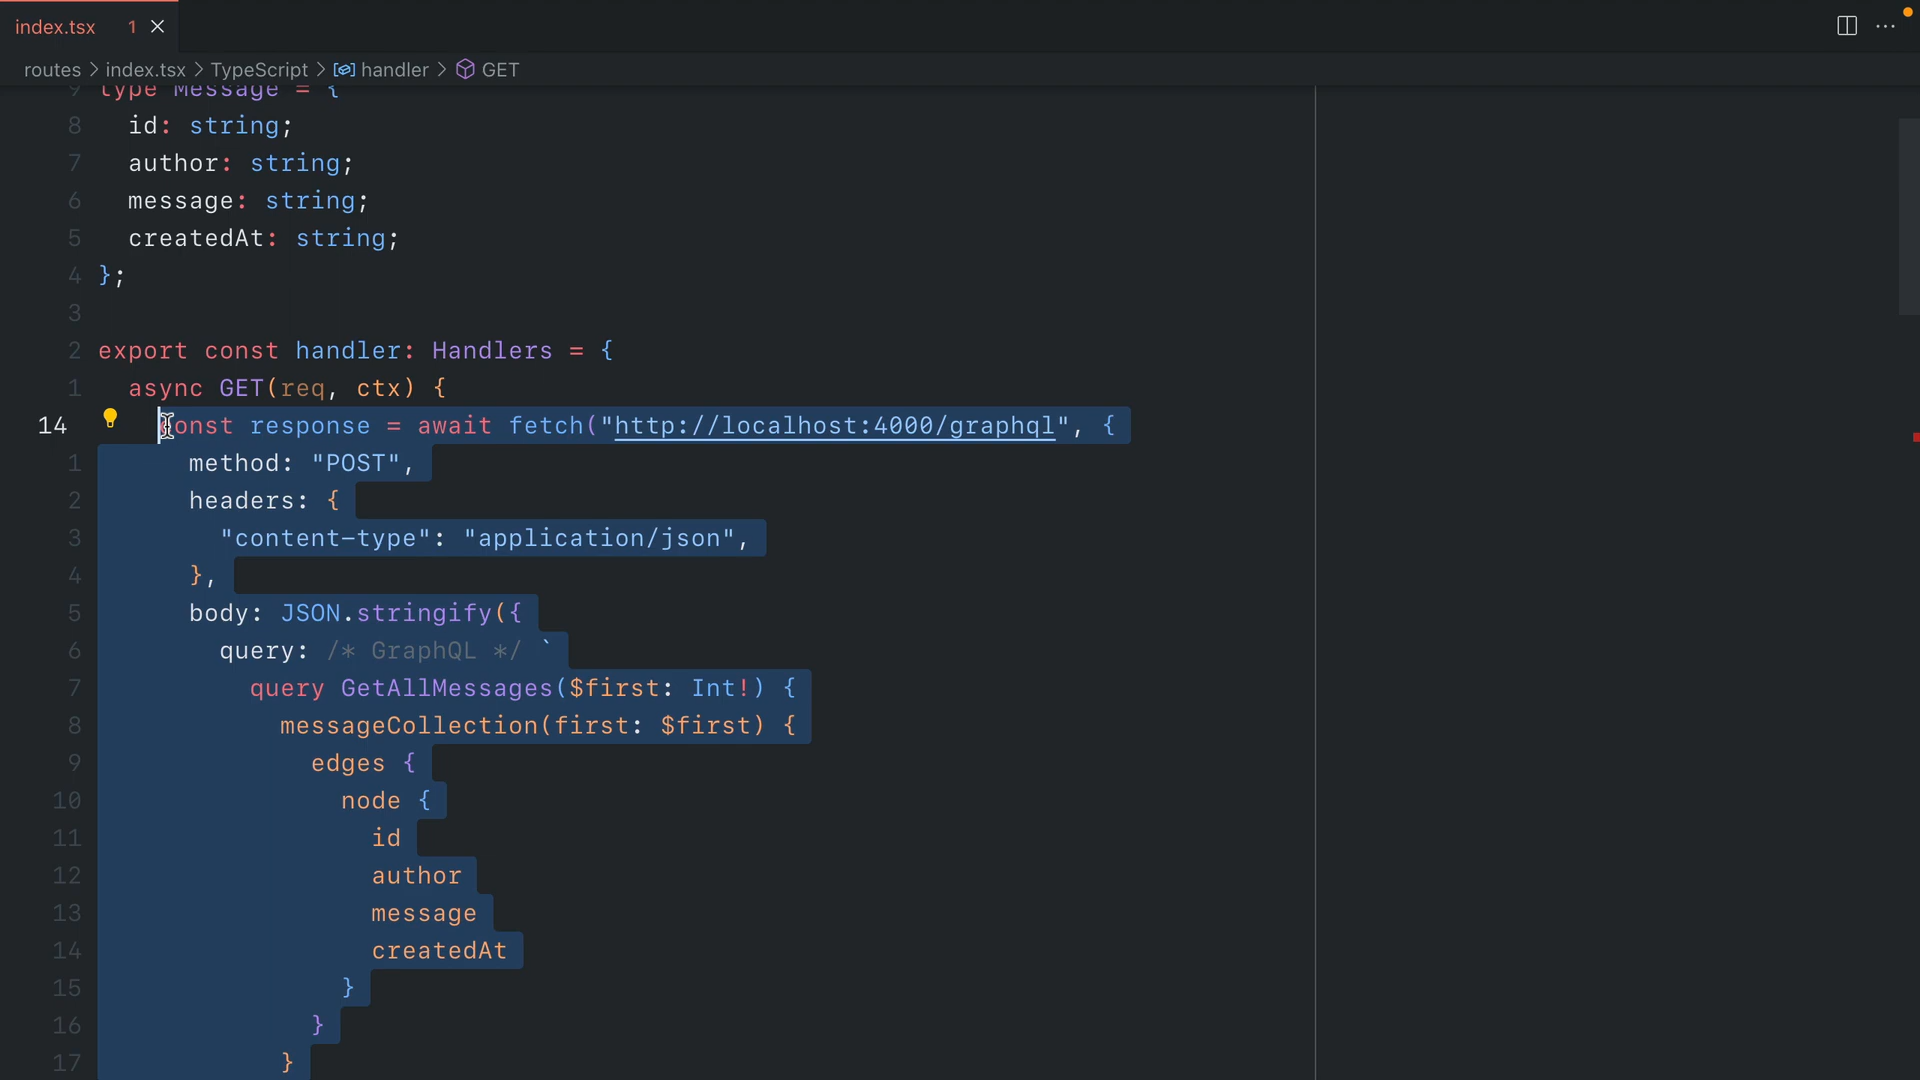 index.tsx 1
routes > index.tsx > TypeScript > handler > GET
9 type Message = {
8 id: string;
7 author: string;
6 message: string;
5 createdAt: string;
4 };
3
2 export const handler: Handlers = {
1 async GET(req, ctx) {
14 const response = await fetch("http://localhost:4000/graphql", {
1 method: "POST",
2 headers: {
3 "content-type": "application/json",
4 },
5 body: JSON.stringify({
6 query: /* GraphQL */ `
7 query GetAllMessages($first: Int!) {
8 messageCollection(first: $first) {
9 edges {
10 node {
11 id
12 author
13 message
14 createdAt
15 }
16 }
17 }